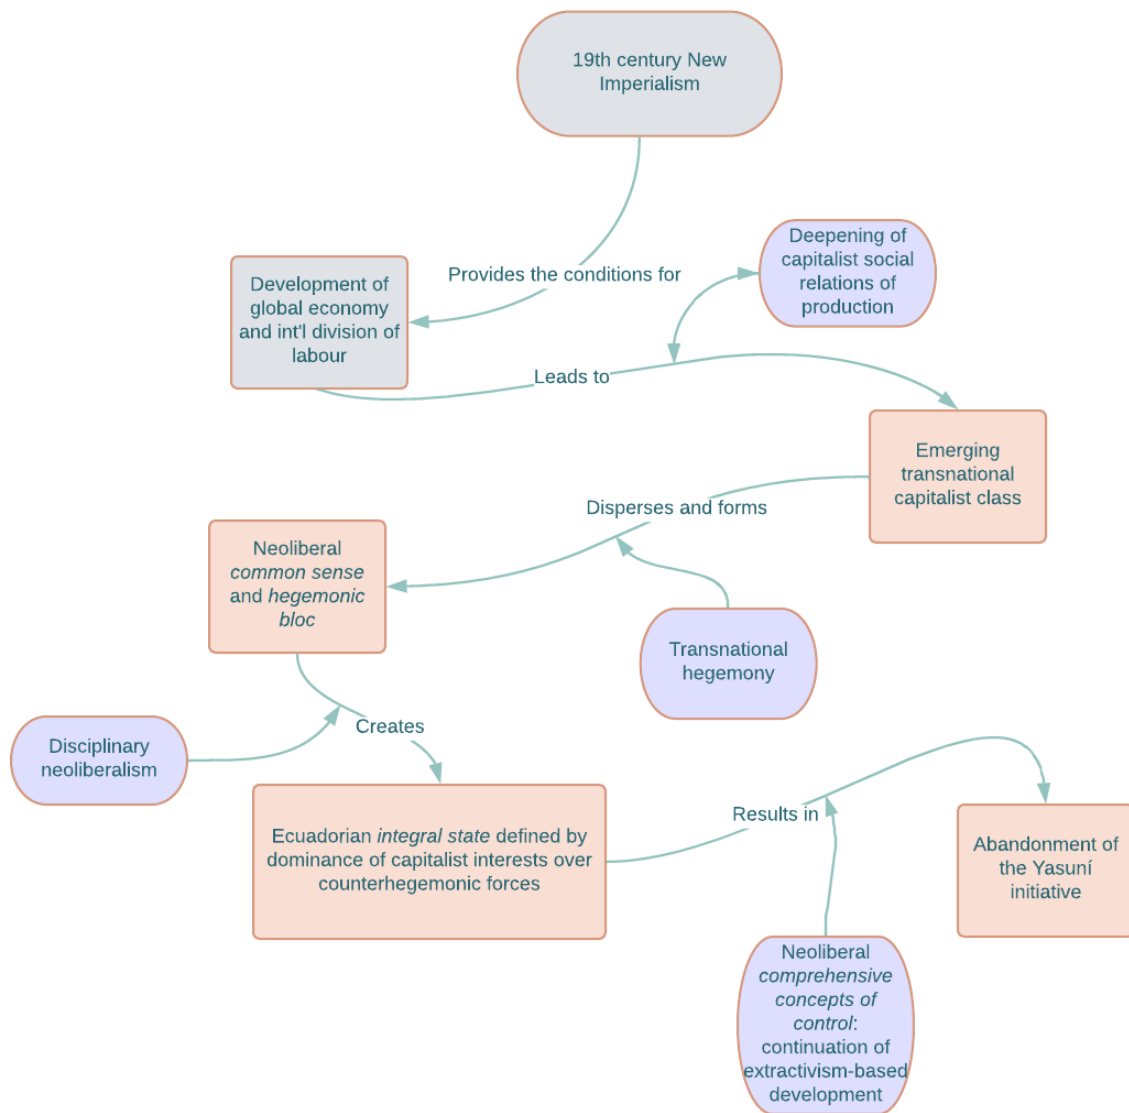 19th century New
Imperialism
Deepening of
capitalist social
relations of
production
Provides the conditions for
Development of
global economy
and int'l division of
labour
Leads to
Emerging
transnational
capitalist class
Disperses and forms
Neoliberal
common sense
and hegemonic
bloc
Transnational
hegemony
Creates
Disciplinary
neoliberalism
Ecuadorian integral state defined by
dominance of capitalist interests over
counterhegemonic forces
Results in
Abandonment of
the Yasuní
initiative
Neoliberal
comprehensive
concepts of
control:
continuation of
extractivism-based
development